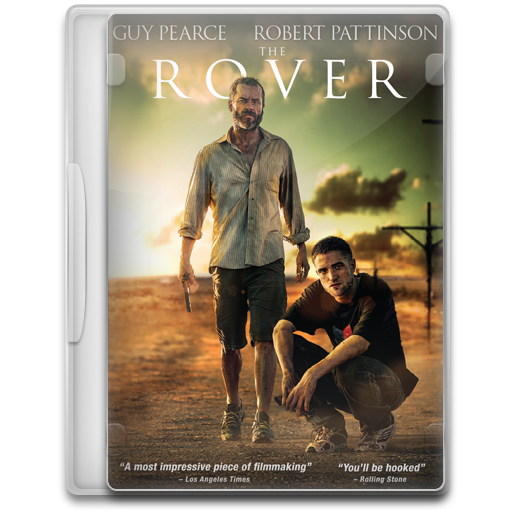 GUY PEARCE ROBERT PATTINSON
THE
ROVER
“A most impressive piece of filmmaking” “You'll be hooked”
– Los Angeles Times – Rolling Stone